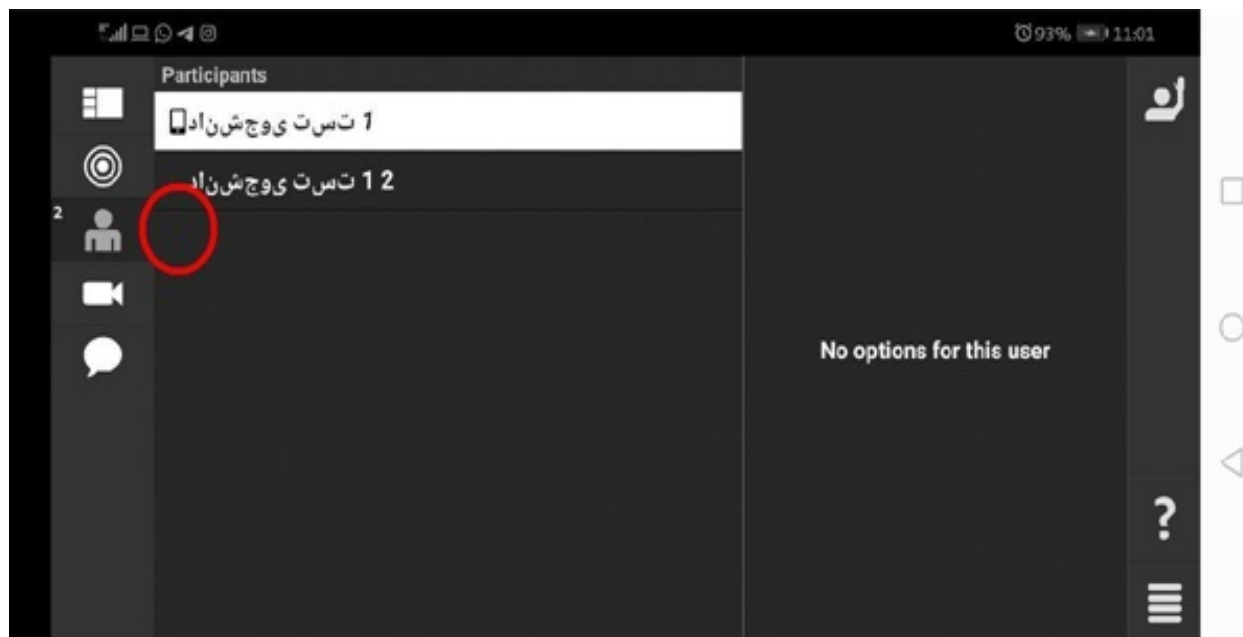 11:01 93%
Participants
1 تست یوجشناد
1 2 تست یوجشناد
2
No options for this user
?